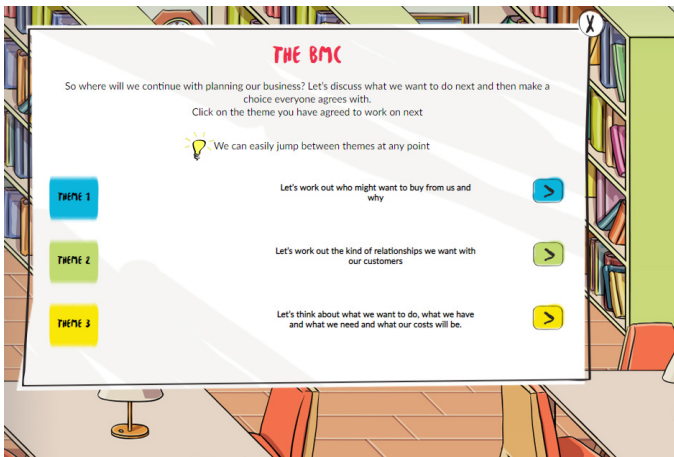 X
THE BMC
So where will we continue with planning our business? Let's discuss what we want to do next and then make a
choice everyone agrees with.
Click on the theme you have agreed to work on next
We can easily jump between themes at any point
THEME 1
Let's work out who might want to buy from us and
why
>
THEME 2
Let's work out the kind of relationships we want with
our customers
>
THEME 3
Let's think about what we want to do, what we have
and what we need and what our costs will be.
>